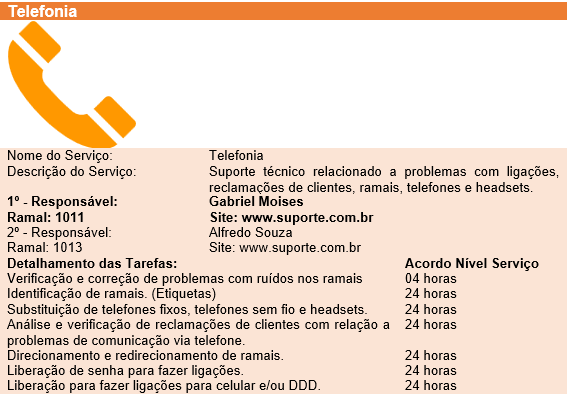 Telefonia
Nome do Serviço: Telefonia
Descrição do Serviço: Suporte técnico relacionado a problemas com ligações,
reclamações de clientes, ramais, telefones e headsets.
1º - Responsável: Gabriel Moises
Ramal: 1011 Site: www.suporte.com.br
2º - Responsável: Alfredo Souza
Ramal: 1013 Site: www.suporte.com.br
Detalhamento das Tarefas: Acordo Nível Serviço
Verificação e correção de problemas com ruídos nos ramais 04 horas
Identificação de ramais. (Etiquetas) 24 horas
Substituição de telefones fixos, telefones sem fio e headsets. 24 horas
Análise e verificação de reclamações de clientes com relação a 24 horas
problemas de comunicação via telefone.
Direcionamento e redirecionamento de ramais. 24 horas
Liberação de senha para fazer ligações. 24 horas
Liberação para fazer ligações para celular e/ou DDD. 24 horas